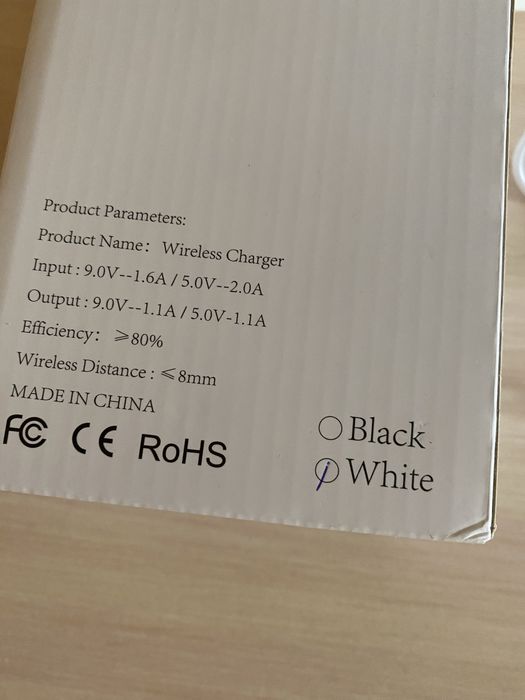 Product Parameters:
Product Name: Wireless Charger
Input : 9.0V--1.6A / 5.0V--2.0A
Output : 9.0V--1.1A / 5.0V-1.1A
Efficiency: ≥80%
Wireless Distance : ≤8mm
MADE IN CHINA
FC CE RoHS
Black
White